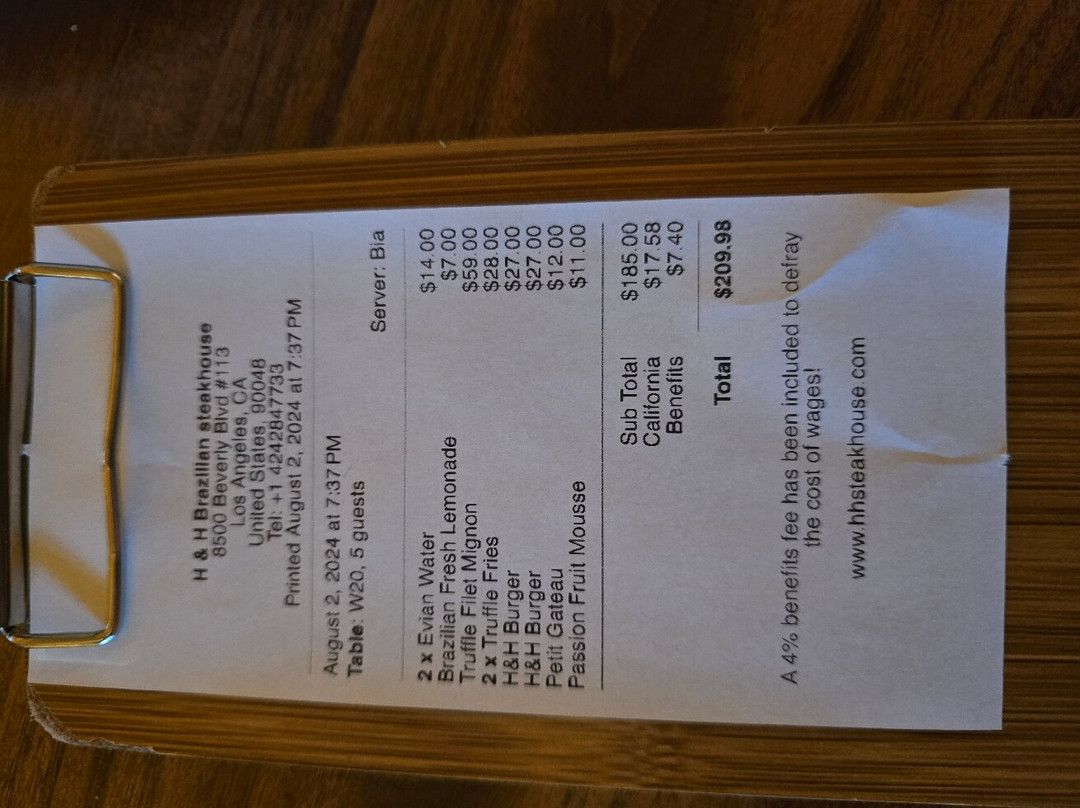 H & H Brazilian steakhouse
8500 Beverly Blvd #113
Los Angeles, CA
United States, 90048
Tel: +1 4242847733
Printed August 2, 2024 at 7:37 PM
August 2, 2024 at 7:37 PM
Table: W20, 5 guests Server: Bia
2 x Evian Water $14.00
Brazilian Fresh Lemonade $7.00
Truffle Filet Mignon $59.00
2 x Truffle Fries $28.00
H&H Burger $27.00
H&H Burger $27.00
Petit Gateau $12.00
Passion Fruit Mousse $11.00
Sub Total $185.00
California $17.58
Benefits $7.40
Total $209.98
A 4% benefits fee has been included to defray
the cost of wages!
www.hhsteakhouse.com